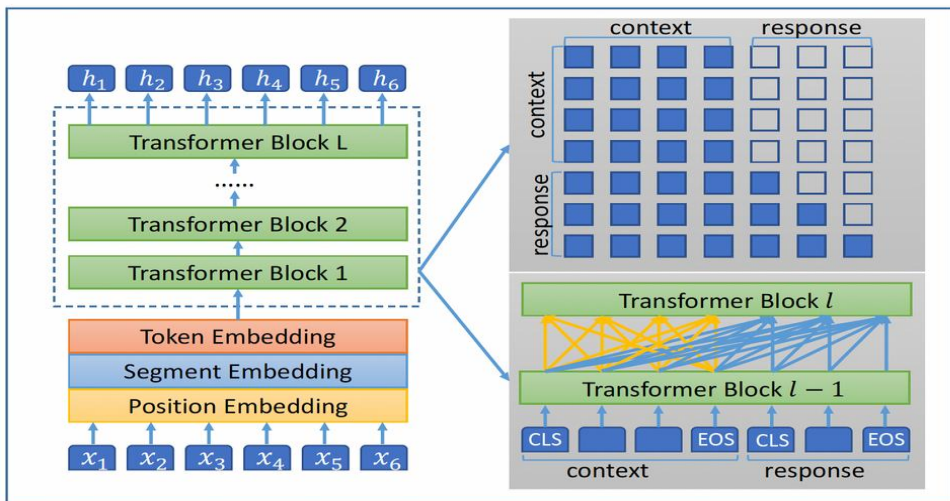 h1 h2 h3 h4 h5 h6
Transformer Block L
......
Transformer Block 2
Transformer Block 1
Token Embedding
Segment Embedding
Position Embedding
x1 x2 x3 x4 x5 x6
context response
context
response
Transformer Block l
Transformer Block l − 1
CLS EOS CLS EOS
context response